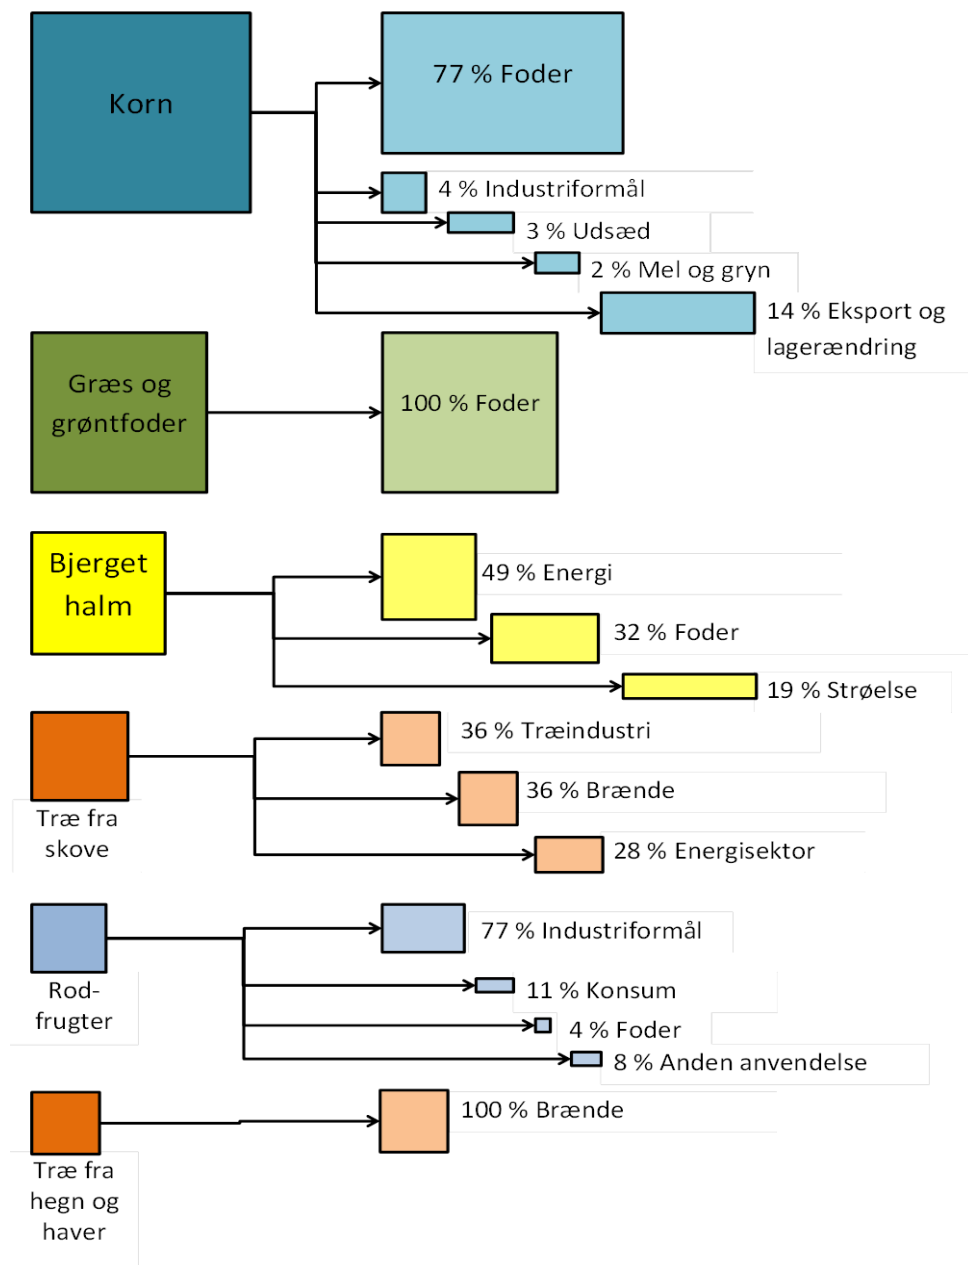 Korn
77 % Foder
4 % Industriformål
3 % Udsæd
2 % Mel og gryn
14 % Eksport og
lagerændring
Græs og
grøntfoder
100 % Foder
Bjerget
halm
49 % Energi
32 % Foder
19 % Strøelse
Træ fra
skove
36 % Træindustri
36 % Brænde
28 % Energisektor
Rod-
frugter
77 % Industriformål
11 % Konsum
4 % Foder
8 % Anden anvendelse
Træ fra
hegn og
haver
100 % Brænde